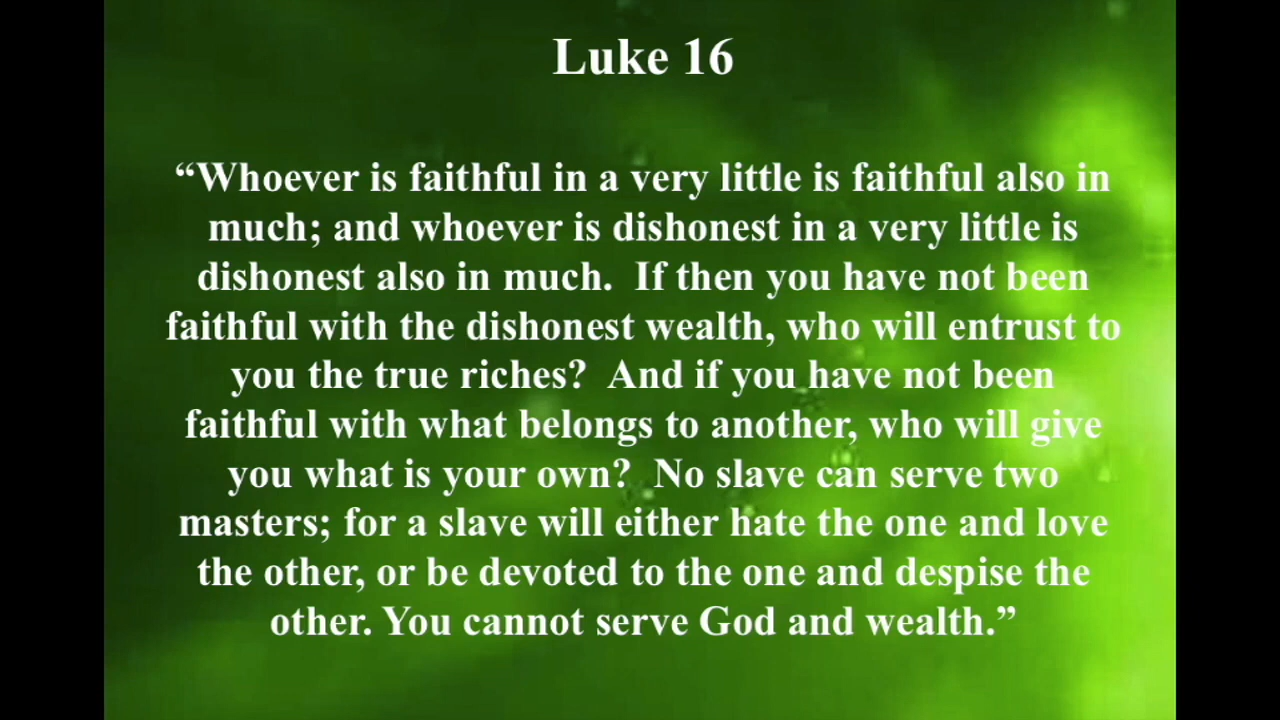 Luke 16
“Whoever is faithful in a very little is faithful also in
much; and whoever is dishonest in a very little is
dishonest also in much.  If then you have not been
faithful with the dishonest wealth, who will entrust to
you the true riches?  And if you have not been
faithful with what belongs to another, who will give
you what is your own?  No slave can serve two
masters; for a slave will either hate the one and love
the other, or be devoted to the one and despise the
other. You cannot serve God and wealth.”